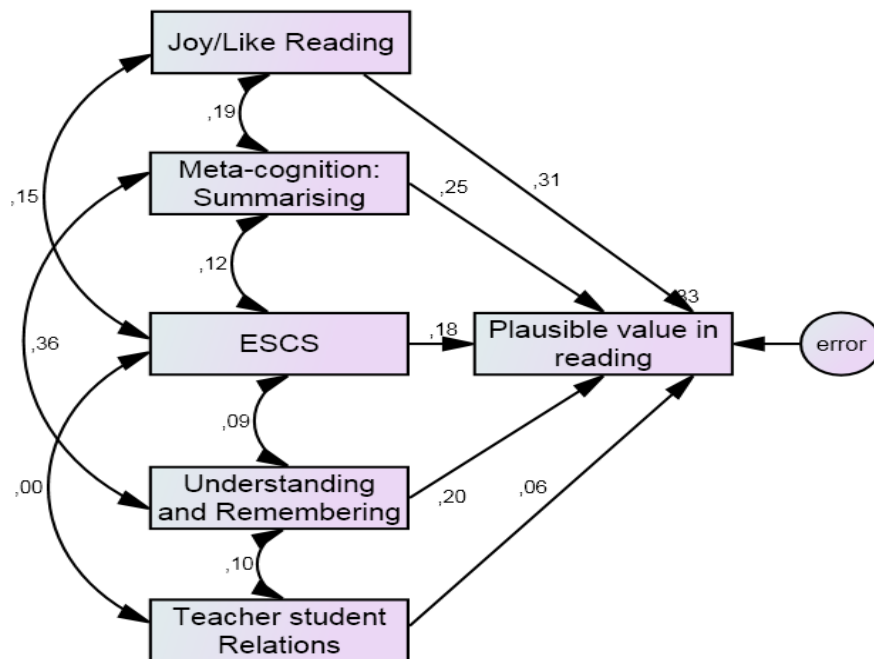 Joy/Like Reading
,19
Meta-cognition:
Summarising
,25
,31
,15
,12
ESCS
,18
Plausible value in
reading
error
,36
,09
Understanding
and Remembering
,20
,06
,00
,10
Teacher student
Relations